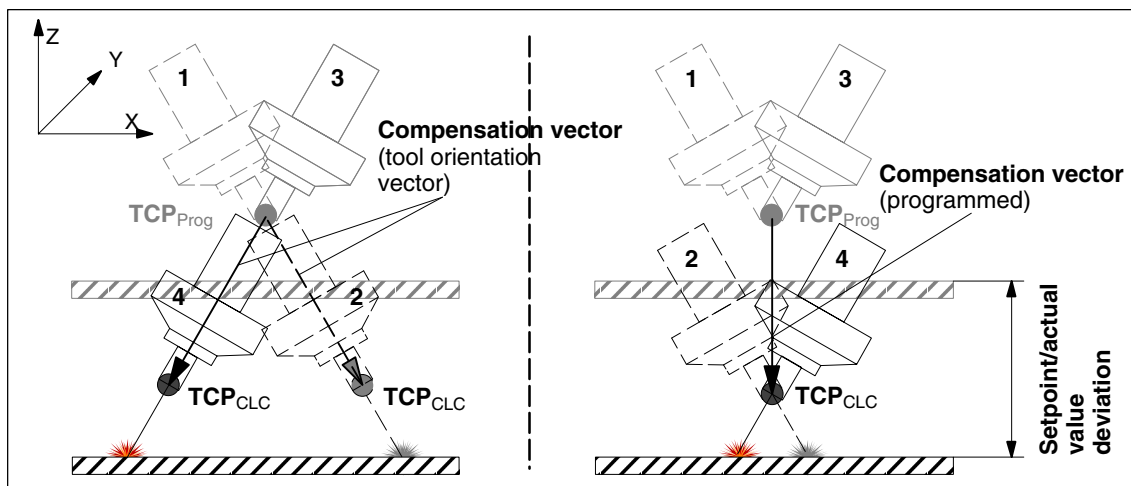 Z
Y
X
1
3
Compensation vector
(tool orientation
vector)
TCPProg
4
2
TCPCLC
TCPCLC
1
3
Compensation vector
(programmed)
TCPProg
2
4
TCPCLC
Setpoint/actual
value
deviation